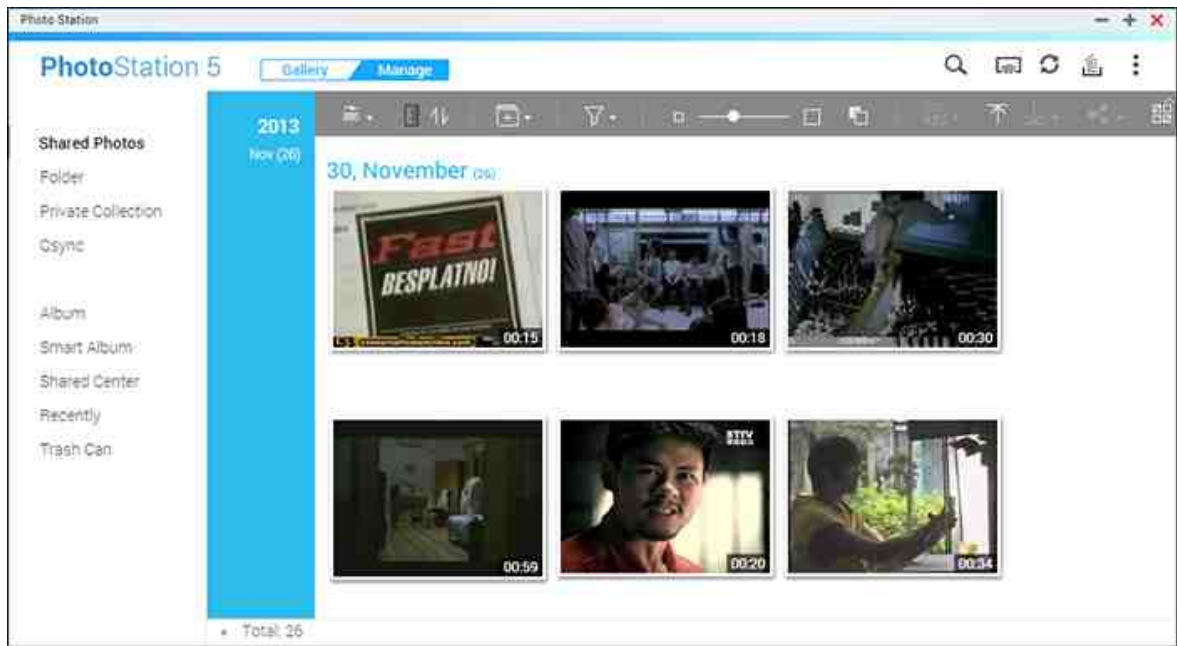 Photo Station
PhotoStation 5
Gallery
Manage
2013
Nov (26)
Shared Photos
Folder
Private Collection
Qsync
Album
Smart Album
Shared Center
Recently
Trash Can
30, November (26)
Fast
BESPLATNO!
00:15
00:18
00:30
00:59
00:20
00:34
Total: 26